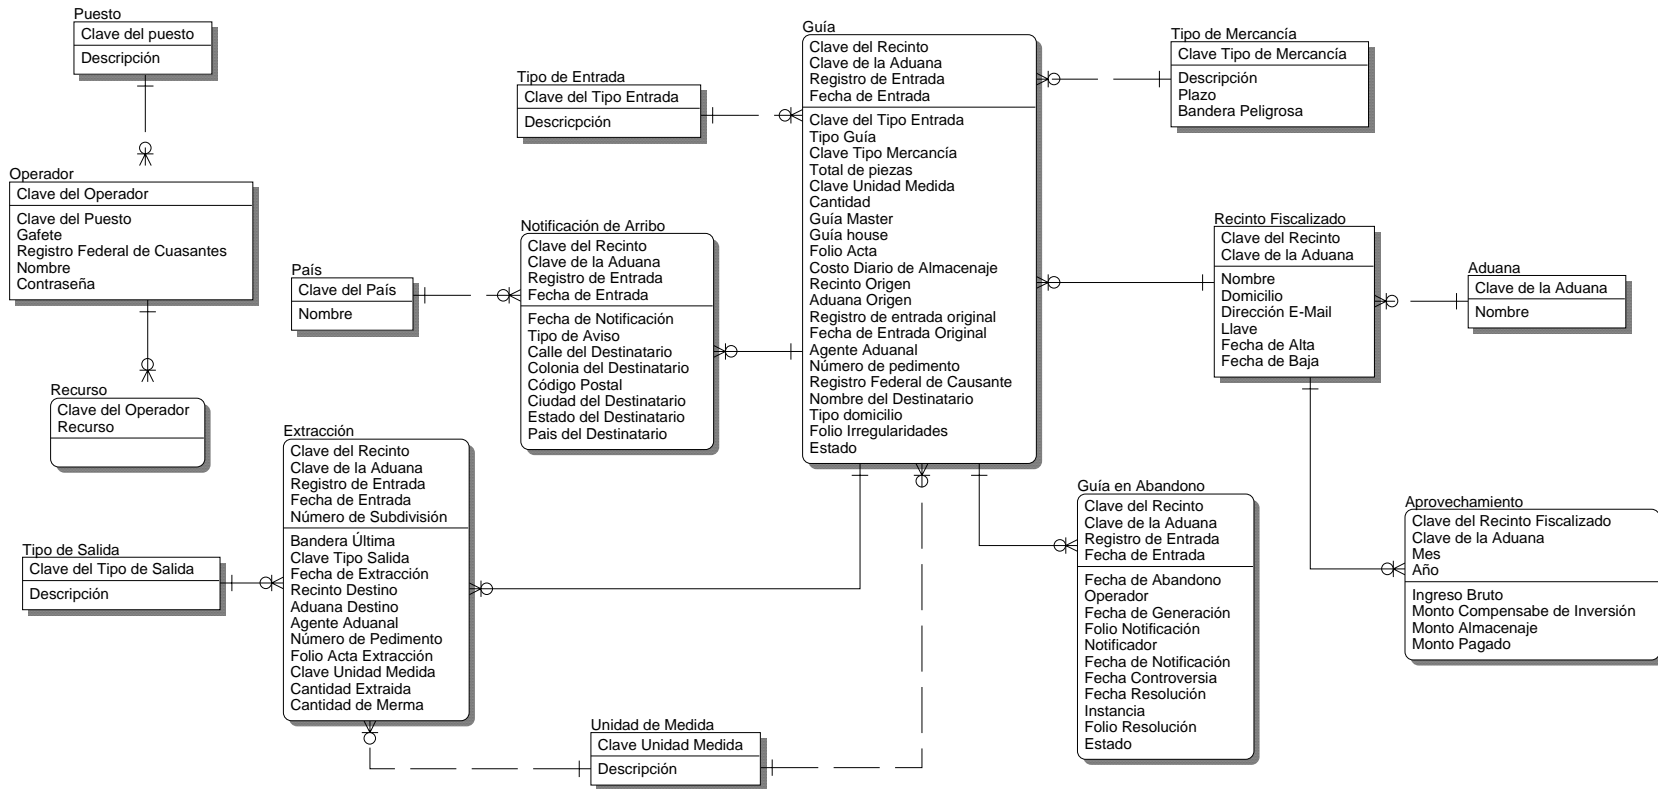 Puesto
Clave del puesto
Descripción
Operador
Clave del Operador
Clave del Puesto
Gafete
Registro Federal de Cuasantes
Nombre
Contraseña
Recurso
Clave del Operador
Recurso
Tipo de Entrada
Clave del Tipo Entrada
Descricpción
País
Clave del País
Nombre
Notificación de Arribo
Clave del Recinto
Clave de la Aduana
Registro de Entrada
Fecha de Entrada
Fecha de Notificación
Tipo de Aviso
Calle del Destinatario
Colonia del Destinatario
Código Postal
Ciudad del Destinatario
Estado del Destinatario
Pais del Destinatario
Guía
Clave del Recinto
Clave de la Aduana
Registro de Entrada
Fecha de Entrada
Clave del Tipo Entrada
Tipo Guía
Clave Tipo Mercancía
Total de piezas
Clave Unidad Medida
Cantidad
Guía Master
Guía house
Folio Acta
Costo Diario de Almacenaje
Recinto Origen
Aduana Origen
Registro de entrada original
Fecha de Entrada Original
Agente Aduanal
Número de pedimento
Registro Federal de Causante
Nombre del Destinatario
Tipo domicilio
Folio Irregularidades
Estado
Tipo de Mercancía
Clave Tipo de Mercancía
Descripción
Plazo
Bandera Peligrosa
Recinto Fiscalizado
Clave del Recinto
Clave de la Aduana
Nombre
Domicilio
Dirección E-Mail
Llave
Fecha de Alta
Fecha de Baja
Aduana
Clave de la Aduana
Nombre
Extracción
Clave del Recinto
Clave de la Aduana
Registro de Entrada
Fecha de Entrada
Número de Subdivisión
Bandera Última
Clave Tipo Salida
Fecha de Extracción
Recinto Destino
Aduana Destino
Agente Aduanal
Número de Pedimento
Folio Acta Extracción
Clave Unidad Medida
Cantidad Extraida
Cantidad de Merma
Tipo de Salida
Clave del Tipo de Salida
Descripción
Unidad de Medida
Clave Unidad Medida
Descripción
Guía en Abandono
Clave del Recinto
Clave de la Aduana
Registro de Entrada
Fecha de Entrada
Fecha de Abandono
Operador
Fecha de Generación
Folio Notificación
Notificador
Fecha de Notificación
Fecha Controversia
Fecha Resolución
Instancia
Folio Resolución
Estado
Aprovechamiento
Clave del Recinto Fiscalizado
Clave de la Aduana
Mes
Año
Ingreso Bruto
Monto Compensabe de Inversión
Monto Almacenaje
Monto Pagado